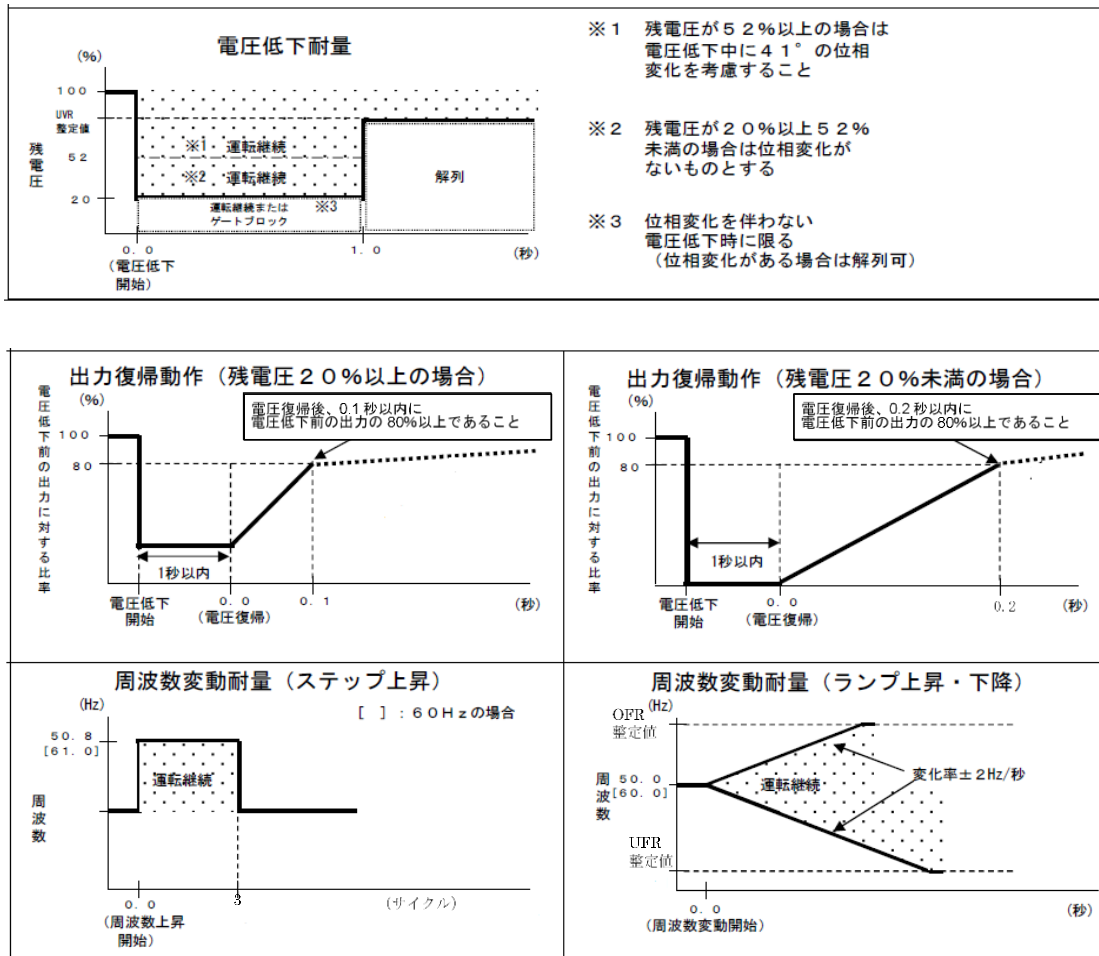 電圧低下耐量
(%)
100
UVR
整定値
52
20
残電圧
※1 運転継続
※2 運転継続
運転継続または ※3
ゲートブロック
解列
0.0
(電圧低下
開始)
1.0
(秒)
※1 残電圧が52%以上の場合は
電圧低下中に41°の位相
変化を考慮すること
※2 残電圧が20%以上52%
未満の場合は位相変化が
ないものとする
※3 位相変化を伴わない
電圧低下時に限る
(位相変化がある場合は解列可)
出力復帰動作(残電圧20%以上の場合)
(%)
電圧復帰後、0.1秒以内に
電圧低下前の出力の80%以上であること
100
80
電圧低下前の出力に対する比率
1秒以内
電圧低下
開始
0.0
(電圧復帰)
0.1
(秒)
出力復帰動作(残電圧20%未満の場合)
(%)
電圧復帰後、0.2秒以内に
電圧低下前の出力の80%以上であること
100
80
電圧低下前の出力に対する比率
1秒以内
電圧低下
開始
0.0
(電圧復帰)
0.2
(秒)
周波数変動耐量(ステップ上昇)
(Hz)
[ ]:60Hzの場合
50.8
[61.0]
運転継続
周波数
0.0
(周波数上昇
開始)
3
(サイクル)
周波数変動耐量(ランプ上昇・下降)
(Hz)
OFR
整定値
50.0
[60.0]
周波数
運転継続
変化率±2Hz/秒
UFR
整定値
0.0
(周波数変動開始)
(秒)